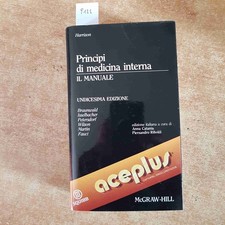 Harrison
Principi
di medicina interna
IL MANUALE
UNDICESIMA EDIZIONE
Braunwald
Isselbacher
Petersdorf
Wilson
Martin
Fauci
edizione italiana a cura di
Anna Calamia
Piersandro Riboldi
aceplus
McGRAW-HILL